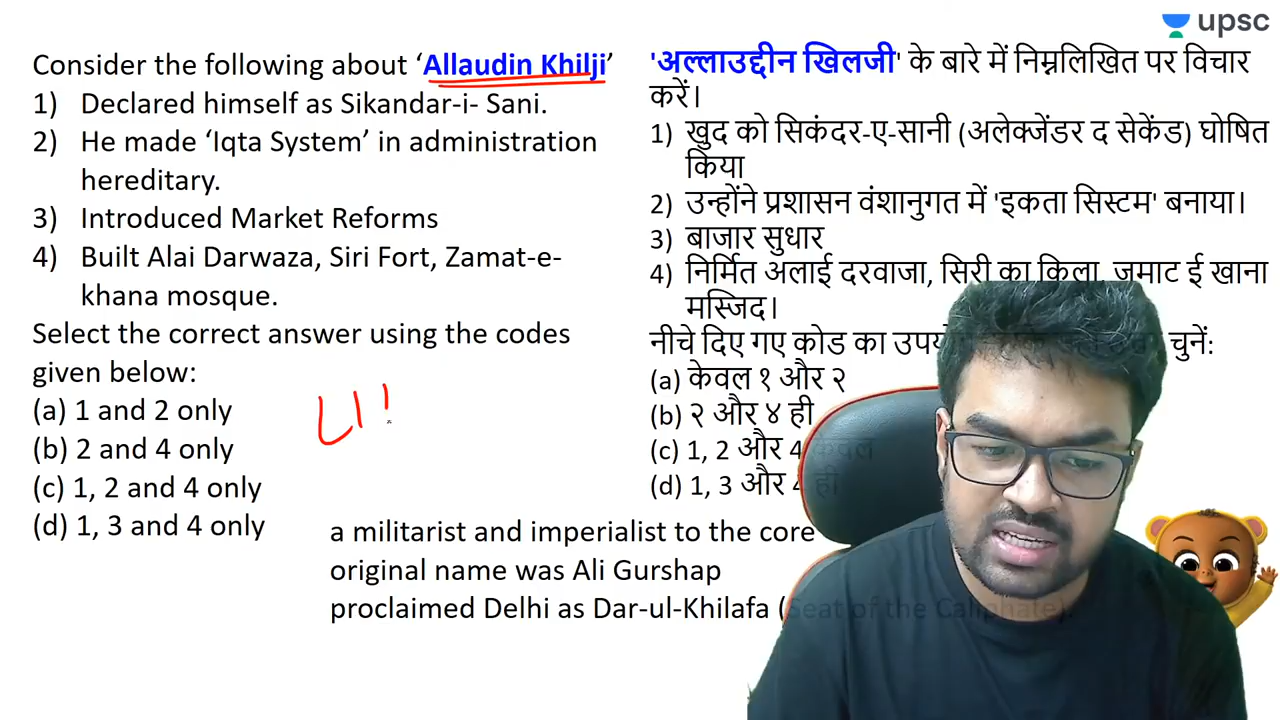 upsc
Consider the following about ‘Allaudin Khilji’
1) Declared himself as Sikandar-i- Sani.
2) He made ‘Iqta System’ in administration
hereditary.
3) Introduced Market Reforms
4) Built Alai Darwaza, Siri Fort, Zamat-e-
khana mosque.
Select the correct answer using the codes
given below:
(a) 1 and 2 only
(b) 2 and 4 only
(c) 1, 2 and 4 only
(d) 1, 3 and 4 only
'अल्लाउद्दीन खिलजी' के बारे में निम्नलिखित पर विचार
करें।
1) खुद को सिकंदर-ए-सानी (अलेक्जेंडर द सेकेंड) घोषित
किया
2) उन्होंने प्रशासन वंशानुगत में 'इकता सिस्टम' बनाया।
3) बाजार सुधार
4) निर्मित अलाई दरवाजा, सिरी का किला, जमाट ई खाना
मस्जिद।
नीचे दिए गए कोड का चुनें:
(a) केवल १ और २
(b) २ और ४ ही
(c) 1, 2 और 4 केवल
(d) 1, 3 और 4 ही
a militarist and imperialist to the core
original name was Ali Gurshap
proclaimed Delhi as Dar-ul-Khilafa (Seat of the Caliphate).